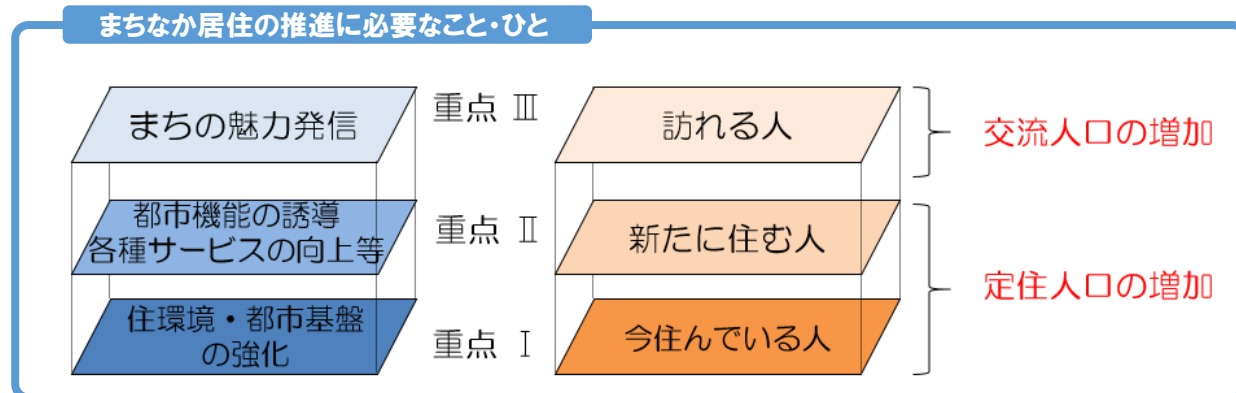 まちなか居住の推進に必要なこと・ひと
まちの魅力発信
重点 Ⅲ
訪れる人
交流人口の増加
都市機能の誘導
各種サービスの向上等
重点 Ⅱ
新たに住む人
定住人口の増加
住環境・都市基盤
の強化
重点 Ⅰ
今住んでいる人